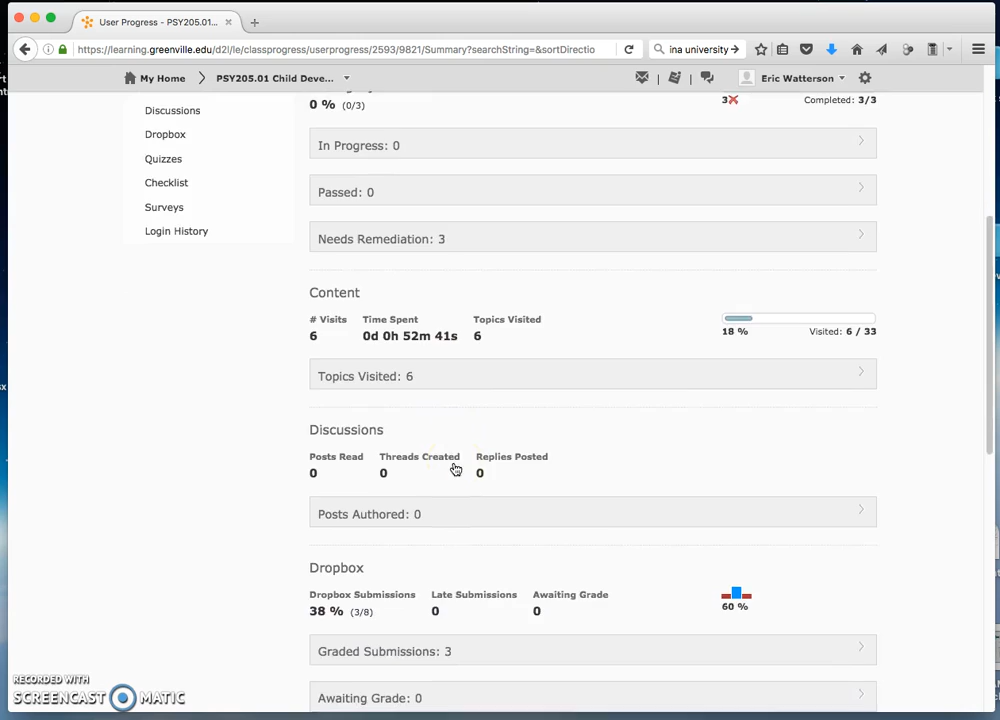 User Progress - PSY205.01...
https://learning.greenville.edu/d2l/le/classprogress/userprogress/2593/9821/Summary?searchString=&sortDirectio
ina university
My Home
PSY205.01 Child Deve...
Eric Watterson
Discussions
Dropbox
Quizzes
Checklist
Surveys
Login History
0 % (0/3)
3
Completed: 3/3
In Progress: 0
Passed: 0
Needs Remediation: 3
Content
# Visits Time Spent Topics Visited
6 0d 0h 52m 41s 6
18 % Visited: 6 / 33
Topics Visited: 6
Discussions
Posts Read Threads Created Replies Posted
0 0 0
Posts Authored: 0
Dropbox
Dropbox Submissions Late Submissions Awaiting Grade
38 % (3/8) 0 0
60 %
Graded Submissions: 3
Awaiting Grade: 0
RECORDED WITH
SCREENCAST MATIC